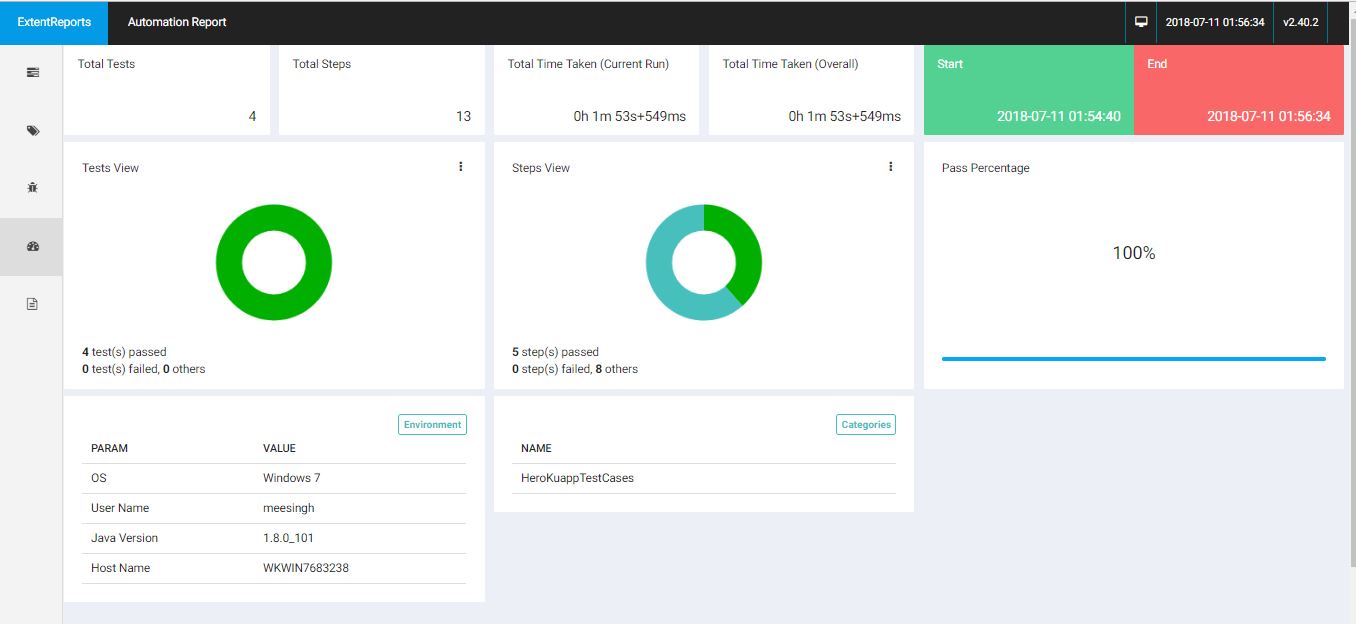 ExtentReports Automation Report 2018-07-11 01:56:34 v2.40.2
Total Tests
4
Total Steps
13
Total Time Taken (Current Run)
0h 1m 53s+549ms
Total Time Taken (Overall)
0h 1m 53s+549ms
Start
2018-07-11 01:54:40
End
2018-07-11 01:56:34
Tests View
4 test(s) passed
0 test(s) failed, 0 others
Steps View
5 step(s) passed
0 step(s) failed, 8 others
Pass Percentage
100%
Environment
PARAM VALUE
OS Windows 7
User Name meesingh
Java Version 1.8.0_101
Host Name WKWIN7683238
Categories
NAME
HeroKuappTestCases